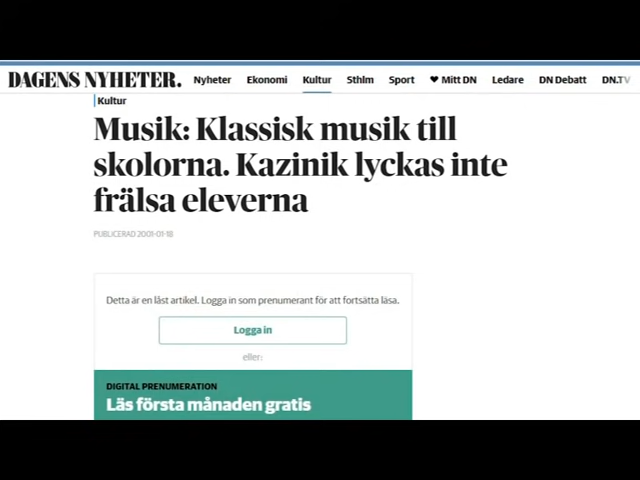 DAGENS NYHETER. Nyheter Ekonomi Kultur Sthlm Sport ♥ Mitt DN Ledare DN Debatt DN.TV
Kultur
Musik: Klassisk musik till
skolorna. Kazinik lyckas inte
frälsa eleverna
PUBLICERAD 2001-01-18
Detta är en låst artikel. Logga in som prenumerant för att fortsätta läsa.
Logga in
eller:
DIGITAL PRENUMERATION
Läs första månaden gratis